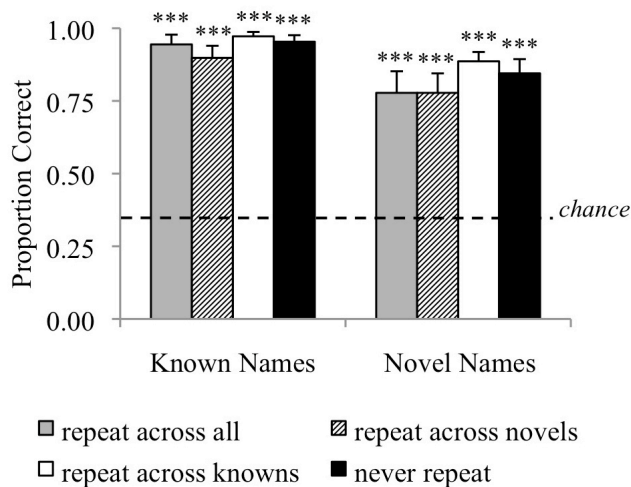 *** *** *** ***
*** *** *** ***
1.00
0.75
0.50
0.25
0.00
Proportion Correct
chance
Known Names Novel Names
repeat across all repeat across novels
repeat across knowns never repeat